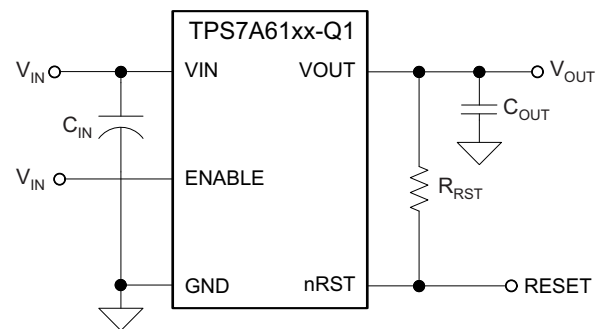 TPS7A61xx-Q1
V_IN
VIN
VOUT
V_OUT
C_IN
C_OUT
V_IN
ENABLE
R_RST
GND
nRST
RESET